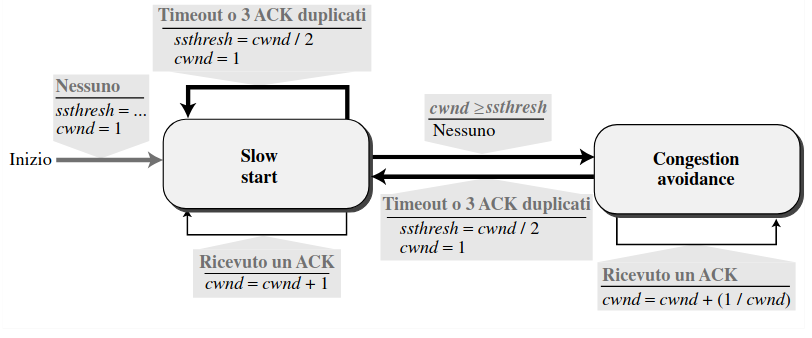 Timeout o 3 ACK duplicati
ssthresh = cwnd / 2
cwnd = 1
Nessuno
ssthresh = ...
cwnd = 1
Inizio
Slow
start
cwnd ≥ssthresh
Nessuno
Congestion
avoidance
Timeout o 3 ACK duplicati
ssthresh = cwnd / 2
cwnd = 1
Ricevuto un ACK
cwnd = cwnd + 1
Ricevuto un ACK
cwnd = cwnd + (1 / cwnd)